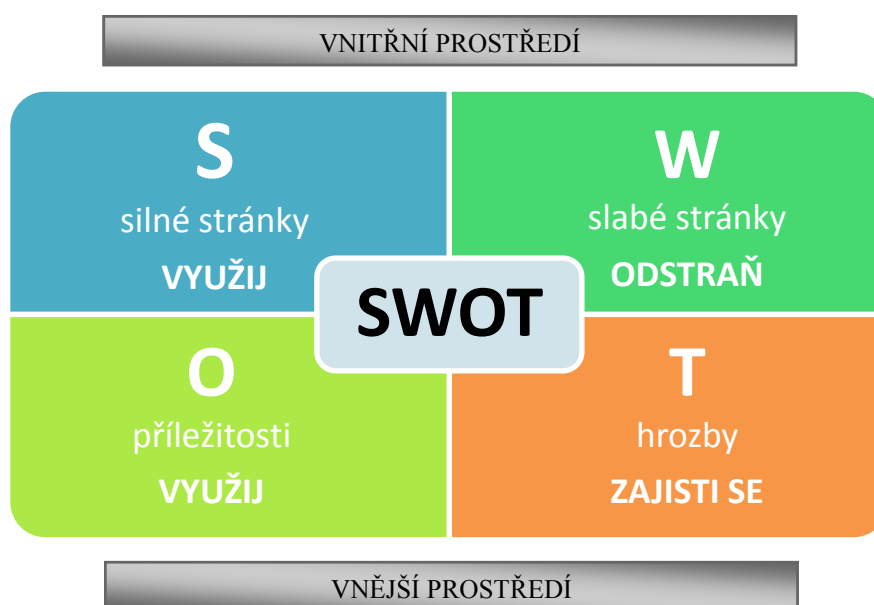 VNITŘNÍ PROSTŘEDÍ
S
silné stránky
VYUŽIJ
W
slabé stránky
ODSTRAŇ
SWOT
O
příležitosti
VYUŽIJ
T
hrozby
ZAJISTI SE
VNĚJŠÍ PROSTŘEDÍ